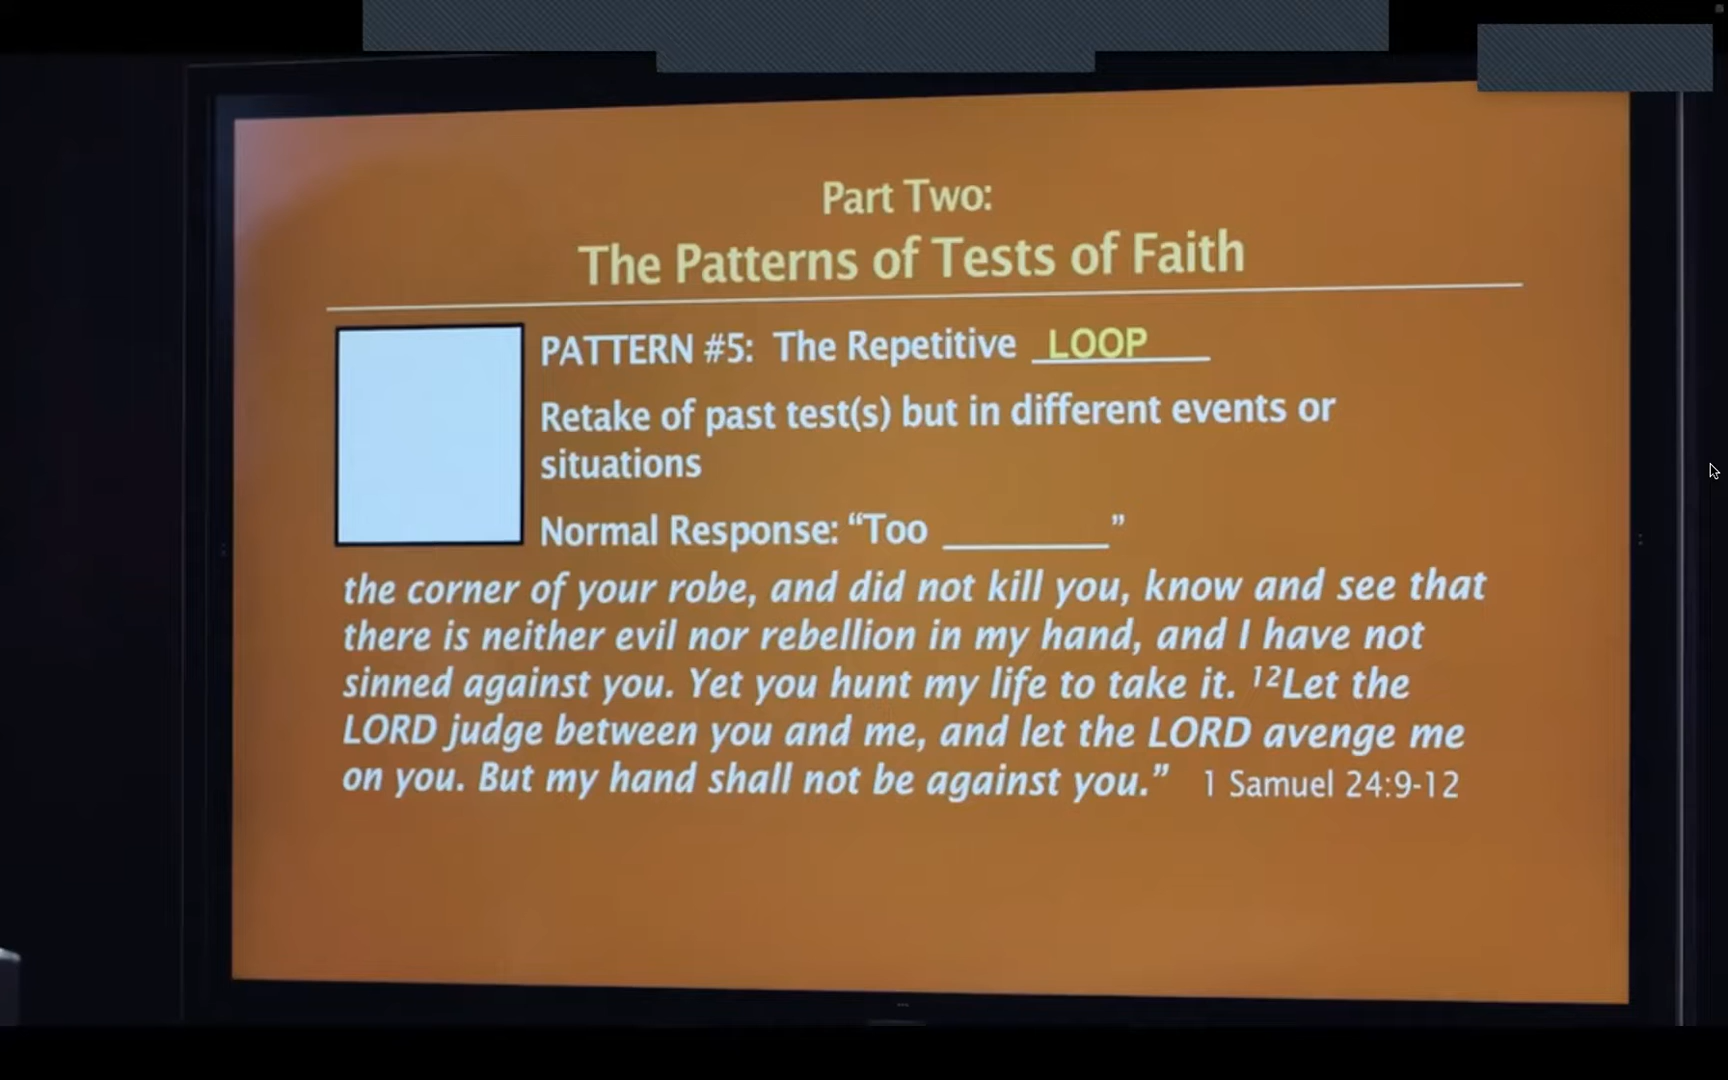 Part Two:
The Patterns of Tests of Faith
PATTERN #5: The Repetitive LOOP
Retake of past test(s) but in different events or
situations
Normal Response: “Too ________”
the corner of your robe, and did not kill you, know and see that
there is neither evil nor rebellion in my hand, and I have not
sinned against you. Yet you hunt my life to take it. ¹²Let the
LORD judge between you and me, and let the LORD avenge me
on you. But my hand shall not be against you.” 1 Samuel 24:9-12